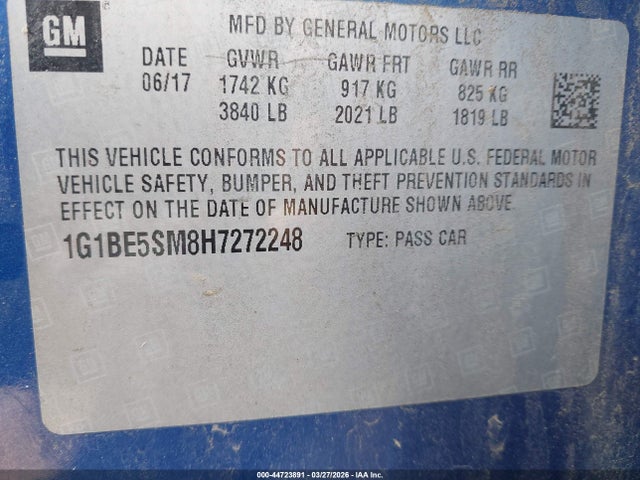 GM
MFD BY GENERAL MOTORS LLC
DATE GVWR GAWR FRT GAWR RR
06/17 1742 KG 917 KG 825 KG
3840 LB 2021 LB 1819 LB
THIS VEHICLE CONFORMS TO ALL APPLICABLE U.S. FEDERAL MOTOR
VEHICLE SAFETY, BUMPER, AND THEFT PREVENTION STANDARDS IN
EFFECT ON THE DATE OF MANUFACTURE SHOWN ABOVE.
1G1BE5SM8H7272248 TYPE: PASS CAR
000-44723891 - 03/27/2026 - IAA Inc.